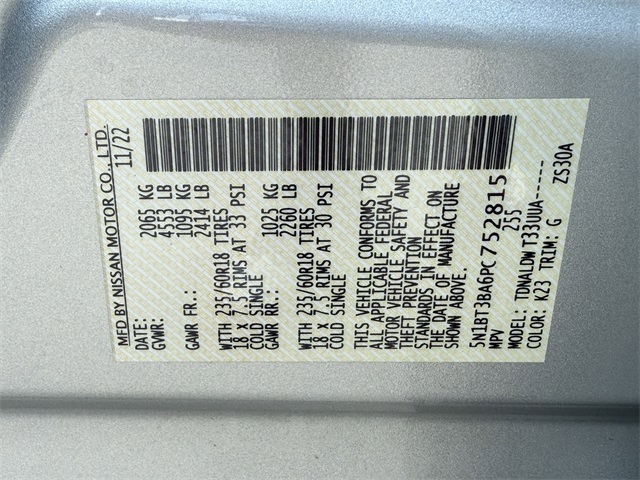 MFD BY NISSAN MOTOR CO., LTD.
DATE: 11/22
GVWR: 2065 KG
4553 LB
GAWR FR.: 1095 KG
2414 LB
WITH 235/60R18 TIRES
18 X 7.5 RIMS AT 33 PSI
COLD SINGLE
GAWR RR.: 1025 KG
2260 LB
WITH 235/60R18 TIRES
18 X 7.5 RIMS AT 30 PSI
COLD SINGLE
THIS VEHICLE CONFORMS TO
ALL APPLICABLE FEDERAL
MOTOR VEHICLE SAFETY AND
THEFT PREVENTION
STANDARDS IN EFFECT ON
THE DATE OF MANUFACTURE
SHOWN ABOVE.
5N1BT3BA6PC752815
MPV 255
MODEL: TDNALDW T33UUA-----
COLOR: K23 TRIM: G ZS30A